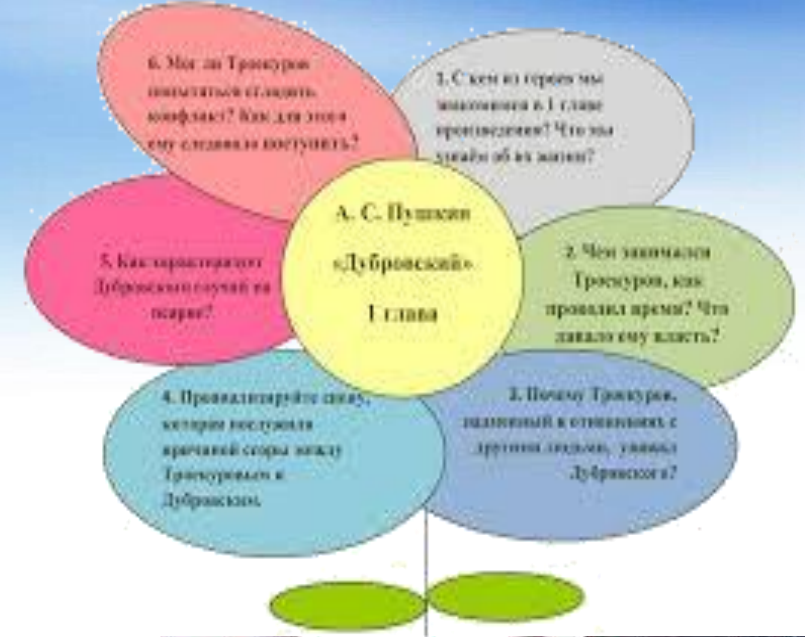 А. С. Пушкин
«Дубровский»
1 глава
1. С кем из героев мы
знакомимся в 1 главе
произведения? Что мы
узнаём об их жизни?
2. Чем занимался
Троекуров, как
проводил время? Что
давало ему власть?
3. Почему Троекуров,
надменный в отношениях с
другими людьми, уважал
Дубровского?
4. Проанализируйте сцену,
которая послужила
причиной ссоры между
Троекуровым и
Дубровским.
5. Как характеризует
Дубровского случай на
псарне?
6. Мог ли Троекуров
попытаться сгладить
конфликт? Как для этого
ему следовало поступить?